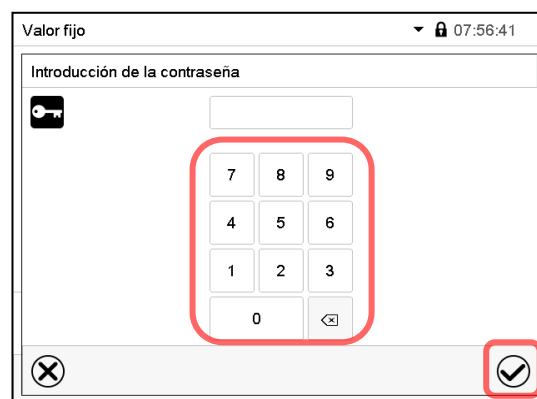 Valor fijo 07:56:41
Introducción de la contraseña
7 8 9
4 5 6
1 2 3
0